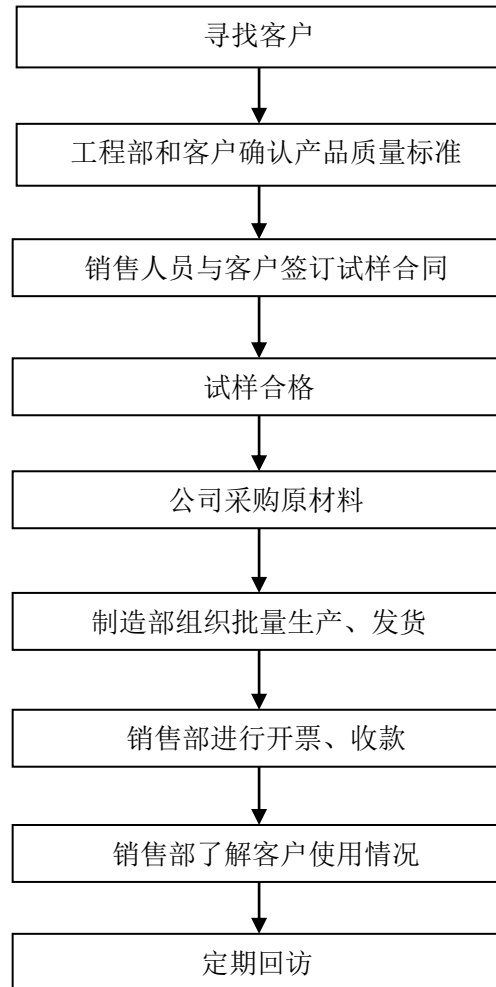 寻找客户
工程部和客户确认产品质量标准
销售人员与客户签订试样合同
试样合格
公司采购原材料
制造部组织批量生产、发货
销售部进行开票、收款
销售部了解客户使用情况
定期回访